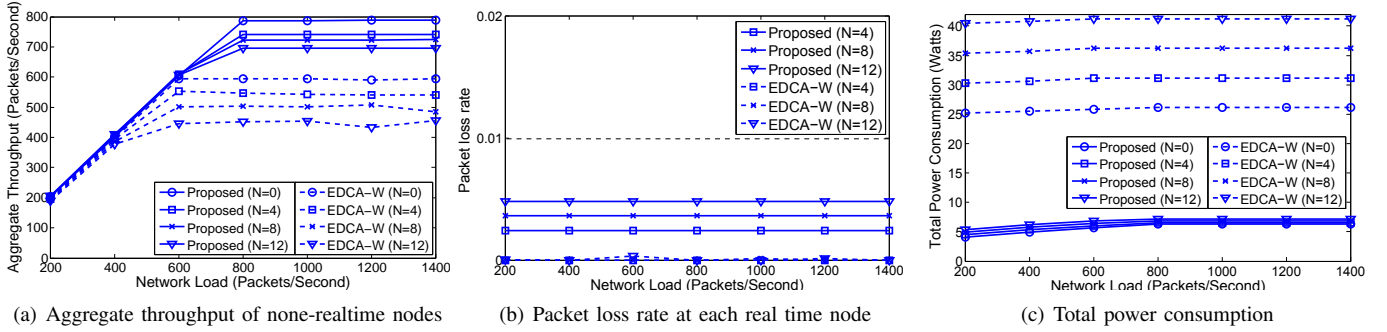 Aggregate Throughput (Packets/Second)
800
700
600
500
400
300
200
100
0
Proposed (N=0)
Proposed (N=4)
Proposed (N=8)
Proposed (N=12)
EDCA-W (N=0)
EDCA-W (N=4)
EDCA-W (N=8)
EDCA-W (N=12)
200 400 600 800 1000 1200 1400
Network Load (Packets/Second)
(a) Aggregate throughput of none-realtime nodes
Packet loss rate
0.02
0.01
0
Proposed (N=4)
Proposed (N=8)
Proposed (N=12)
EDCA-W (N=4)
EDCA-W (N=8)
EDCA-W (N=12)
200 400 600 800 1000 1200 1400
Network Load (Packets/Second)
(b) Packet loss rate at each real time node
Total Power Consumption (Watts)
40
35
30
25
20
15
10
5
0
Proposed (N=0)
Proposed (N=4)
Proposed (N=8)
Proposed (N=12)
EDCA-W (N=0)
EDCA-W (N=4)
EDCA-W (N=8)
EDCA-W (N=12)
200 400 600 800 1000 1200 1400
Network Load (Packets/Second)
(c) Total power consumption